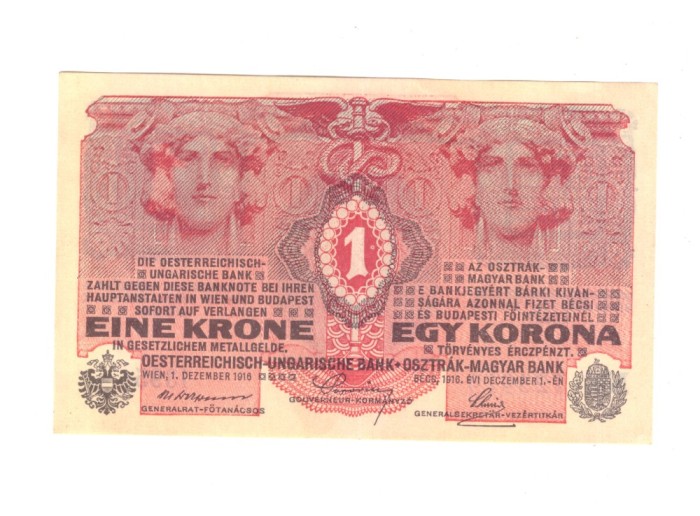 1
1
1
DIE OESTERREICHISCH-
UNGARISCHE BANK
ZAHLT GEGEN DIESE BANKNOTE BEI IHREN
HAUPTANSTALTEN IN WIEN UND BUDAPEST
SOFORT AUF VERLANGEN
EINE KRONE
IN GESETZLICHEM METALLGELDE.
AZ OSZTRÁK-
MAGYAR BANK
E BANKJEGYÉRT BÁRKI KIVÁN-
SÁGÁRA AZONNAL FIZET BÉCSI
ÉS BUDAPESTI FŐINTÉZETEINÉL
EGY KORONA
TÖRVÉNYES ÉRCZPÉNZT.
OESTERREICHISCH-UNGARISCHE BANK • OSZTRÁK-MAGYAR BANK
WIEN, 1. DEZEMBER 1916
BÉCS, 1916. ÉVI DECZEMBER 1.-ÉN
GENERALRAT-FŐTANÁCSOS
GOUVERNEUR-KORMÁNYZÓ
GENERALSEKRETÄR-VEZÉRTITKÁR